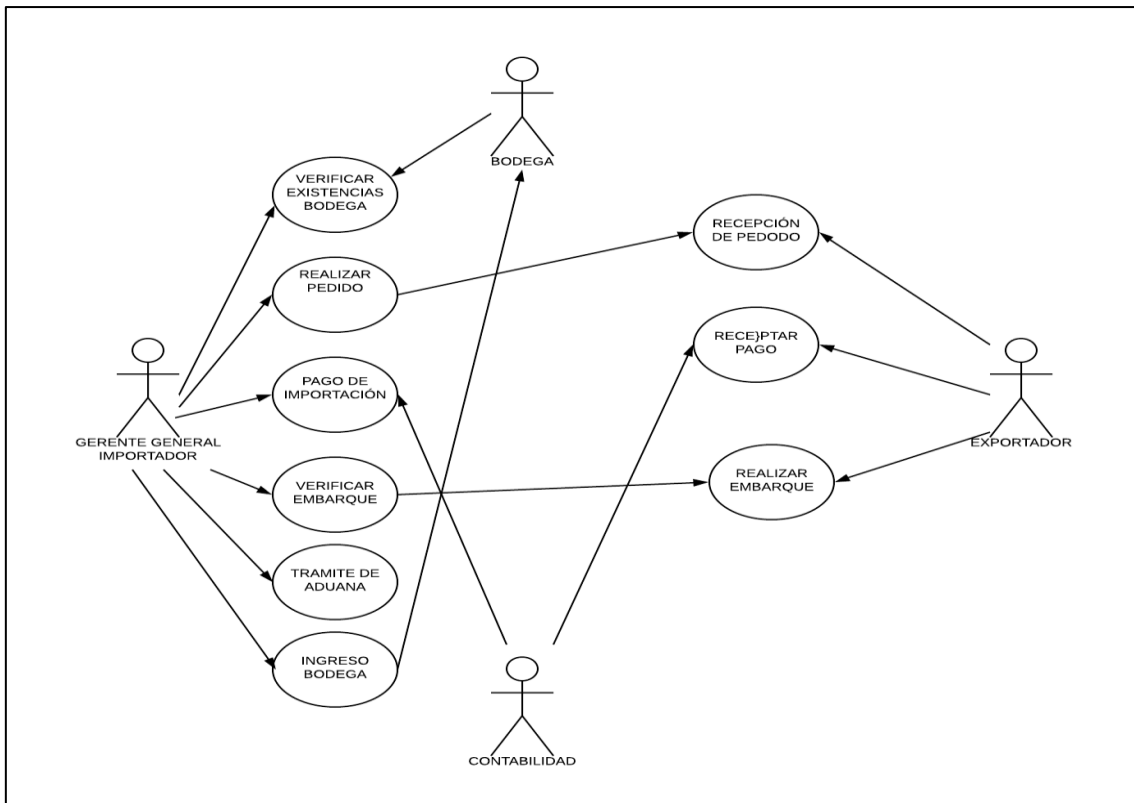 BODEGA
VERIFICAR
EXISTENCIAS
BODEGA
RECEPCIÓN
DE PEDODO
REALIZAR
PEDIDO
RECE}PTAR
PAGO
PAGO DE
IMPORTACIÓN
GERENTE GENERAL
IMPORTADOR
EXPORTADOR
VERIFICAR
EMBARQUE
REALIZAR
EMBARQUE
TRAMITE DE
ADUANA
INGRESO
BODEGA
CONTABILIDAD